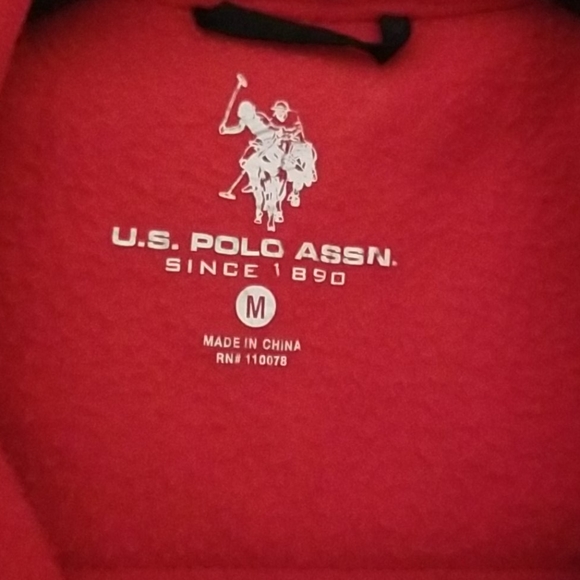 U.S. POLO ASSN.
SINCE 1890
M
MADE IN CHINA
RN# 110078